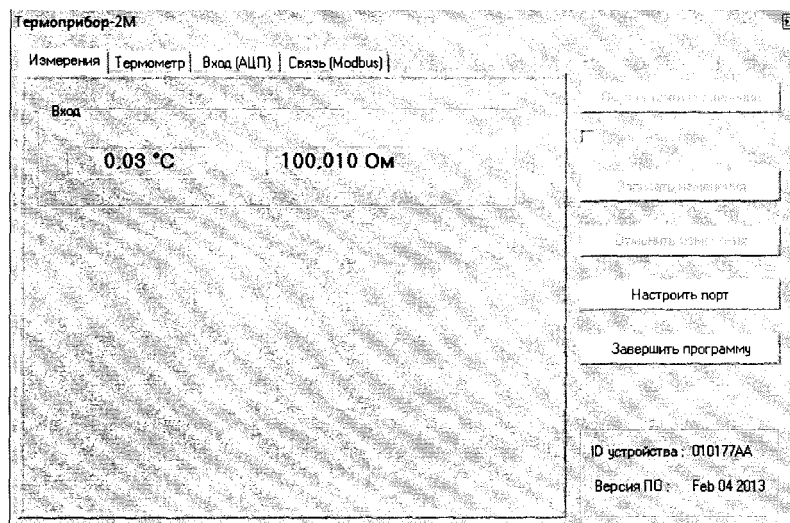 Термоприбор-2М
Измерения Термометр Вход (АЦП) Связь (Modbus)
Вход
0,03 °C 100,010 Ом
Настроить порт
Завершить программу
ID устройства : 010177AA
Версия ПО : Feb 04 2013